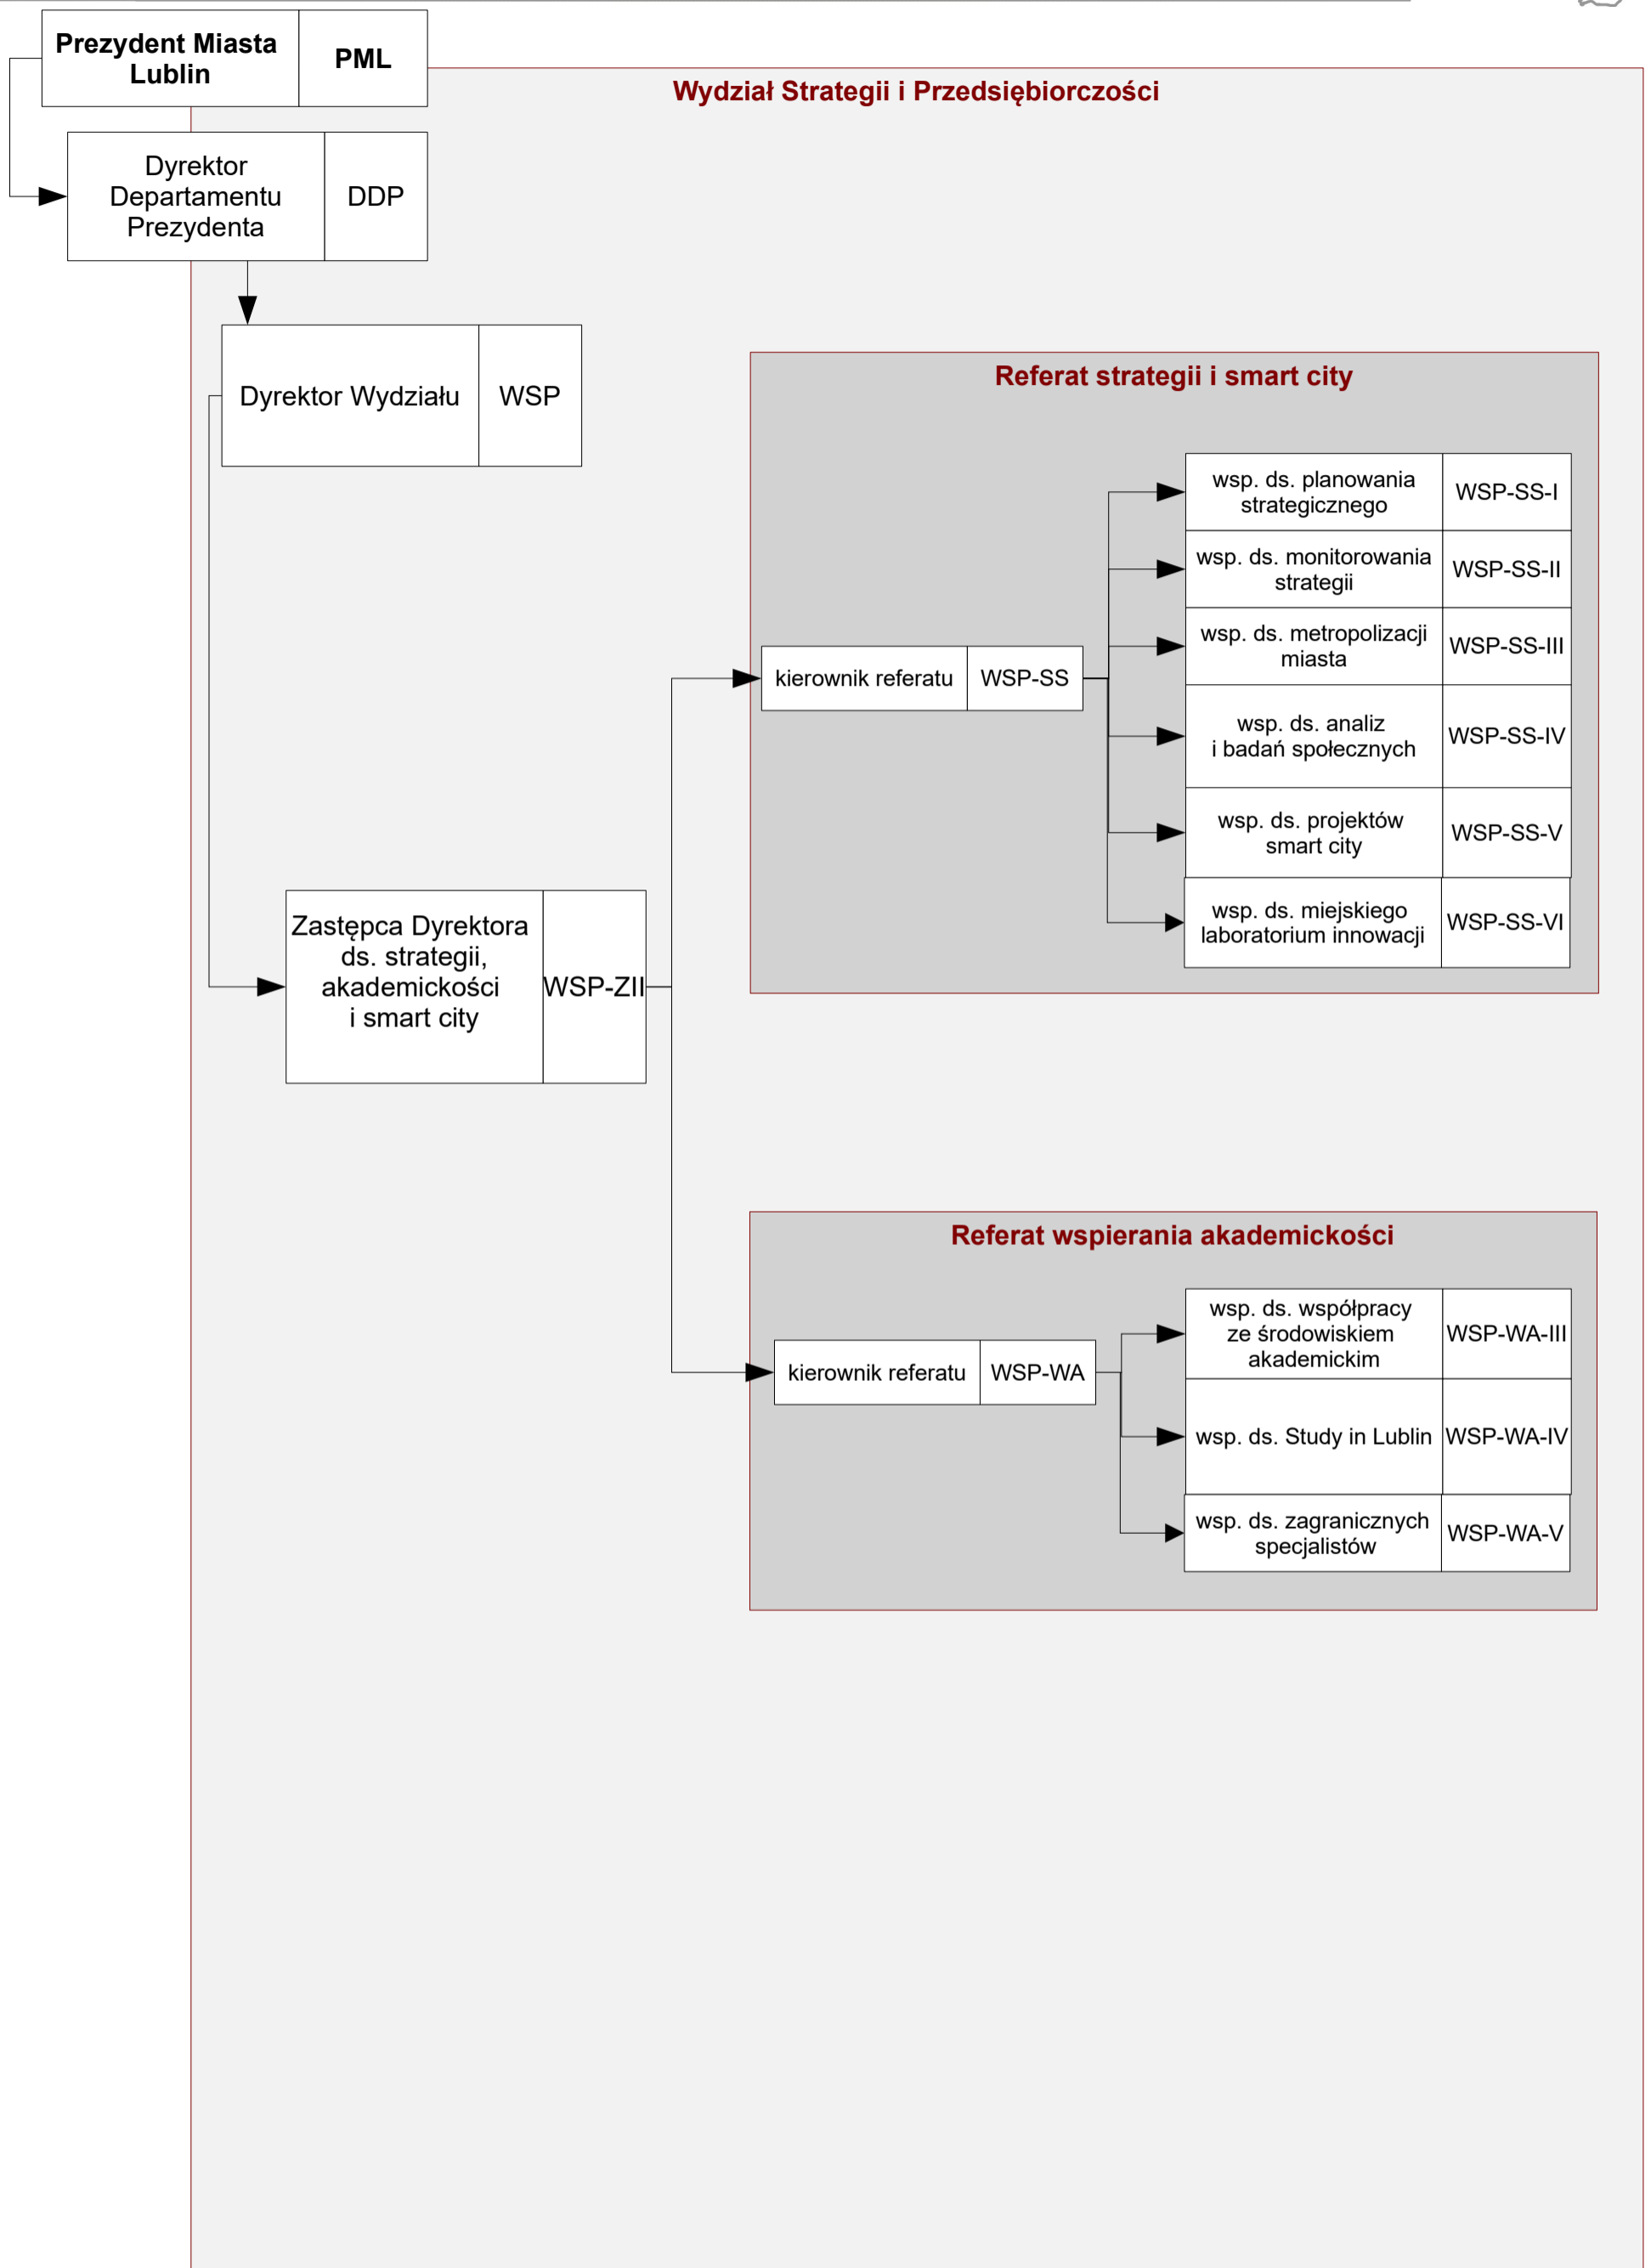 Prezydent Miasta
Lublin
PML
Wydział Strategii i Przedsiębiorczości
Dyrektor
Departamentu
Prezydenta
DDP
Dyrektor Wydziału
WSP
Referat strategii i smart city
wsp. ds. planowania
strategicznego
WSP-SS-I
wsp. ds. monitorowania
strategii
WSP-SS-II
wsp. ds. metropolizacji
miasta
WSP-SS-III
kierownik referatu
WSP-SS
wsp. ds. analiz
i badań społecznych
WSP-SS-IV
wsp. ds. projektów
smart city
WSP-SS-V
wsp. ds. miejskiego
laboratorium innowacji
WSP-SS-VI
Zastępca Dyrektora
ds. strategii,
akademickości
i smart city
WSP-ZII
Referat wspierania akademickości
wsp. ds. współpracy
ze środowiskiem
akademickim
WSP-WA-III
kierownik referatu
WSP-WA
wsp. ds. Study in Lublin
WSP-WA-IV
wsp. ds. zagranicznych
specjalistów
WSP-WA-V